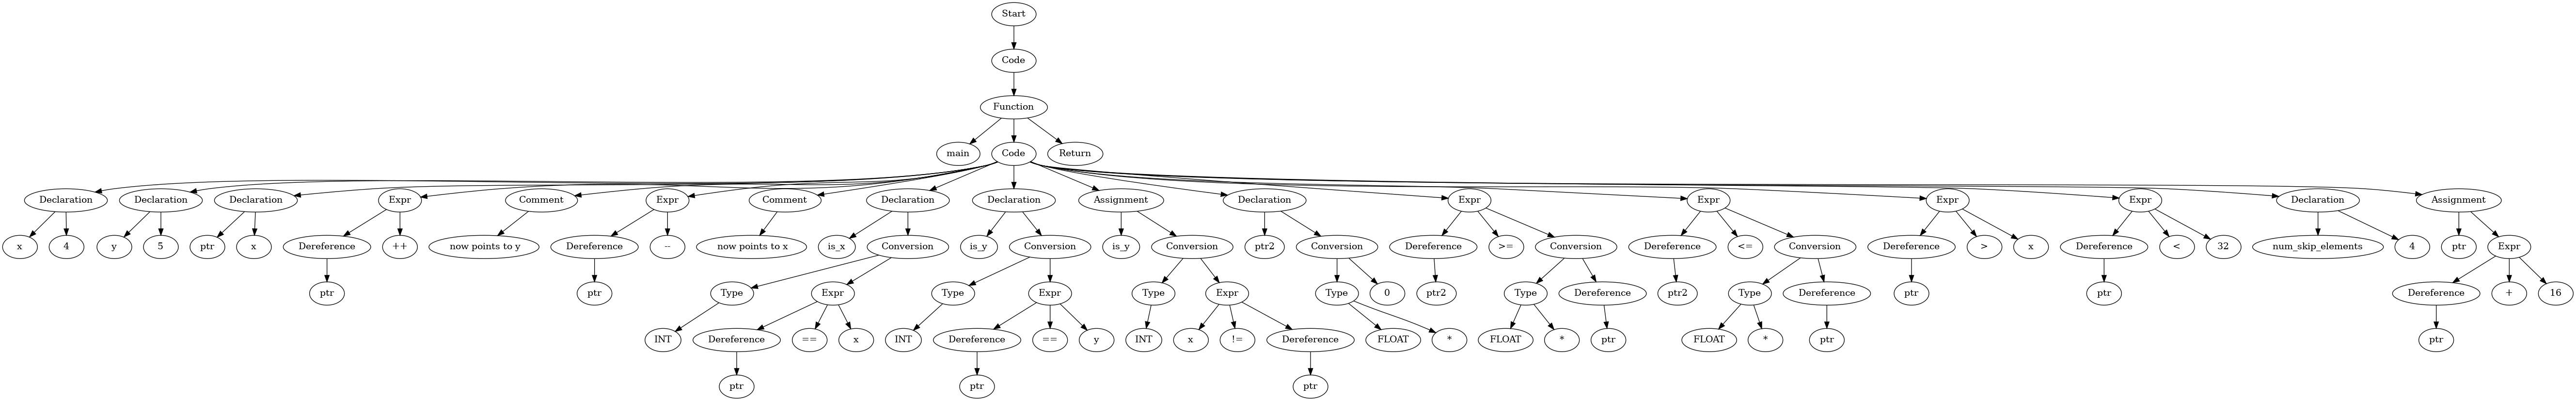 Start
Code
Function
main Code Return
Declaration Declaration Declaration Expr Comment Expr Comment Declaration Declaration Assignment Declaration Expr Expr Expr Expr Declaration Assignment
x 4 y 5 ptr x Dereference ++ now points to y Dereference -- now points to x is_x Conversion is_y Conversion is_y Conversion ptr2 Conversion Dereference >= Conversion Dereference <= Conversion Dereference > x Dereference < 32 num_skip_elements 4 ptr Expr
ptr ptr Type Expr Type Expr Type Expr Type 0 ptr2 Type Dereference ptr2 Type Dereference ptr ptr Dereference + 16
INT Dereference == x INT Dereference == y INT x != Dereference FLOAT * FLOAT * ptr FLOAT * ptr ptr
ptr ptr ptr